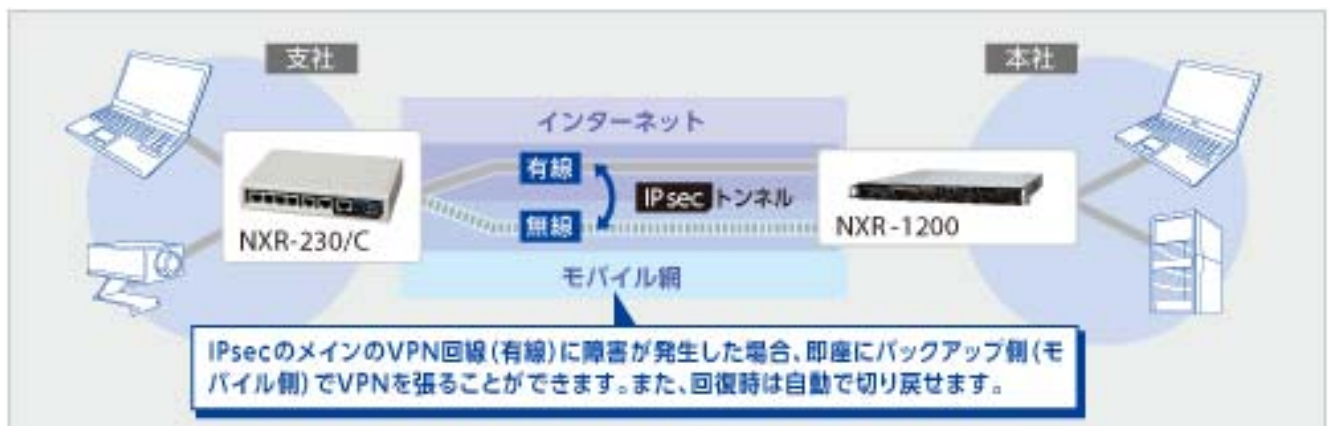 支社
本社
インターネット
有線
IPsec トンネル
無線
NXR-230/C
NXR-1200
モバイル網
IPsecのメインのVPN回線(有線)に障害が発生した場合、即座にバックアップ側(モ
バイル側)でVPNを張ることができます。また、回復時は自動で切り戻せます。